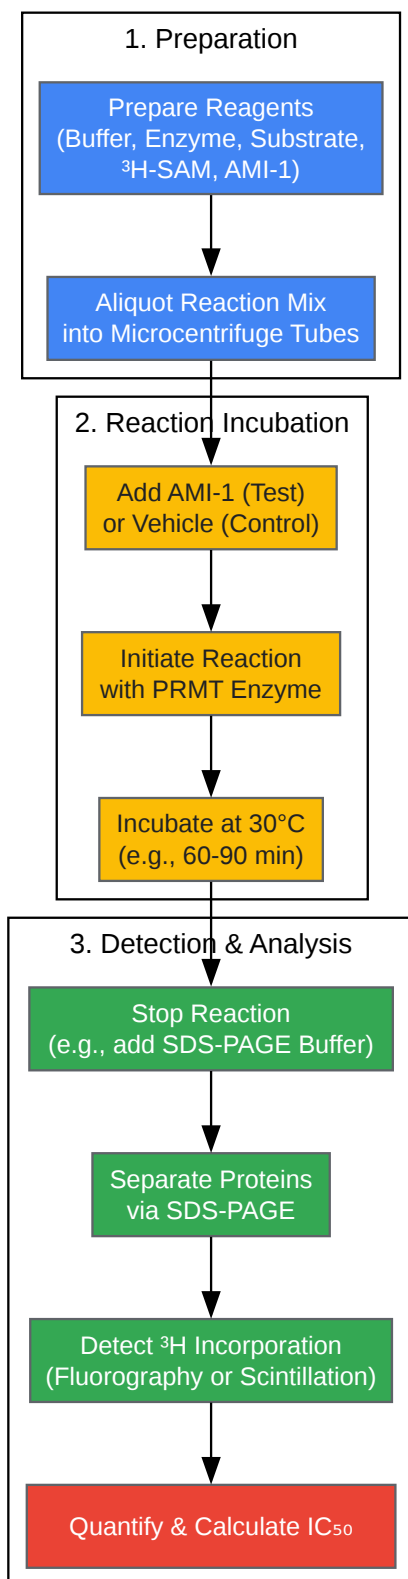 1. Preparation
Prepare Reagents
(Buffer, Enzyme, Substrate,
³H-SAM, AMI-1)
Aliquot Reaction Mix
into Microcentrifuge Tubes
2. Reaction Incubation
Add AMI-1 (Test)
or Vehicle (Control)
Initiate Reaction
with PRMT Enzyme
Incubate at 30°C
(e.g., 60-90 min)
3. Detection & Analysis
Stop Reaction
(e.g., add SDS-PAGE Buffer)
Separate Proteins
via SDS-PAGE
Detect ³H Incorporation
(Fluorography or Scintillation)
Quantify & Calculate IC₅₀